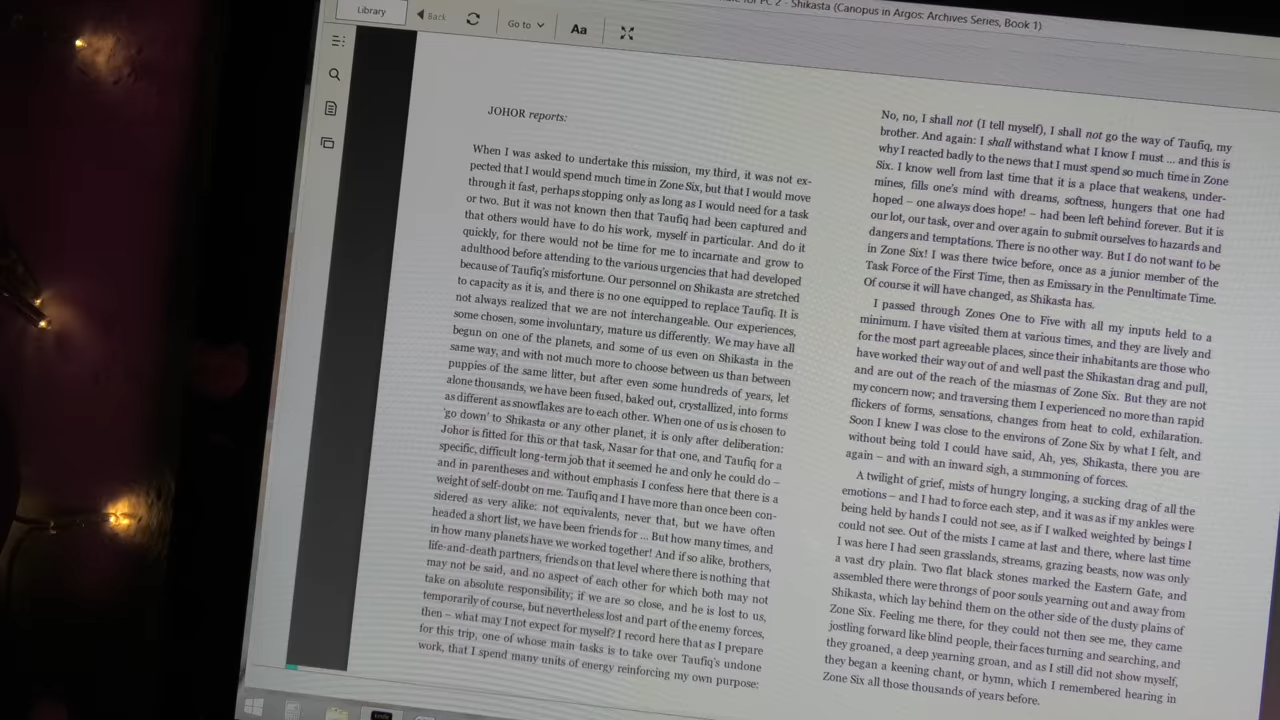 Shikasta (Canopus in Argos: Archives Series, Book 1)
Library
Back
Go to
Aa
JOHOR reports:
When I was asked to undertake this mission, my third, it was not ex-
pected that I would spend much time in Zone Six, but that I would move
through it fast, perhaps stopping only as long as I would need for a task
or two. But it was not known then that Taufiq had been captured and
that others would have to do his work, myself in particular. And do it
quickly, for there would not be time for me to incarnate and grow to
adulthood before attending to the various urgencies that had developed
because of Taufiq's misfortune. Our personnel on Shikasta are stretched
to capacity as it is, and there is no one equipped to replace Taufiq. It is
not always realized that we are not interchangeable. Our experiences,
some chosen, some involuntary, mature us differently. We may have all
begun on one of the planets, and some of us even on Shikasta in the
same way, and with not much more to choose between us than between
puppies of the same litter, but after even some hundreds of years, let
alone thousands, we have been fused, baked out, crystallized, into forms
as different as snowflakes are to each other. When one of us is chosen to
'go down' to Shikasta or any other planet, it is only after deliberation:
Johor is fitted for this or that task, Nasar for that one, and Taufiq for a
specific, difficult long-term job that it seemed he and only he could do –
and in parentheses and without emphasis I confess here that there is a
weight of self-doubt on me. Taufiq and I have more than once been con-
sidered as very alike: not equivalents, never that, but we have often
headed a short list, we have been friends for ... But how many times, and
in how many planets have we worked together! And if so alike, brothers,
life-and-death partners, friends on that level where there is nothing that
may not be said, and no aspect of each other for which both may not
take on absolute responsibility; if we are so close, and he is lost to us,
temporarily of course, but nevertheless lost and part of the enemy forces,
then – what may I not expect for myself? I record here that as I prepare
for this trip, one of whose main tasks is to take over Taufiq's undone
work, that I spend many units of energy reinforcing my own purpose:
No, no, I shall not (I tell myself), I shall not go the way of Taufiq, my
brother. And again: I shall withstand what I know I must ... and this is
why I reacted badly to the news that I must spend so much time in Zone
Six. I know well from last time that it is a place that weakens, under-
mines, fills one's mind with dreams, softness, hungers that one had
hoped – one always does hope! – had been left behind forever. But it is
our lot, our task, over and over again to submit ourselves to hazards and
dangers and temptations. There is no other way. But I do not want to be
in Zone Six! I was there twice before, once as a junior member of the
Task Force of the First Time, then as Emissary in the Penultimate Time.
Of course it will have changed, as Shikasta has.
I passed through Zones One to Five with all my inputs held to a
minimum. I have visited them at various times, and they are lively and
for the most part agreeable places, since their inhabitants are those who
have worked their way out of and well past the Shikastan drag and pull,
and are out of the reach of the miasmas of Zone Six. But they are not
my concern now; and traversing them I experienced no more than rapid
flickers of forms, sensations, changes from heat to cold, exhilaration.
Soon I knew I was close to the environs of Zone Six by what I felt, and
without being told I could have said, Ah, yes, Shikasta, there you are
again – and with an inward sigh, a summoning of forces.
A twilight of grief, mists of hungry longing, a sucking drag of all the
emotions – and I had to force each step, and it was as if my ankles were
being held by hands I could not see, as if I walked weighted by beings I
could not see. Out of the mists I came at last and there, where last time
I was here I had seen grasslands, streams, grazing beasts, now was only
a vast dry plain. Two flat black stones marked the Eastern Gate, and
assembled there were throngs of poor souls yearning out and away from
Shikasta, which lay behind them on the other side of the dusty plains of
Zone Six. Feeling me there, for they could not then see me, they came
jostling forward like blind people, their faces turning and searching, and
they groaned, a deep yearning groan, and as I still did not show myself,
they began a keening chant, or hymn, which I remembered hearing in
Zone Six all those thousands of years before.